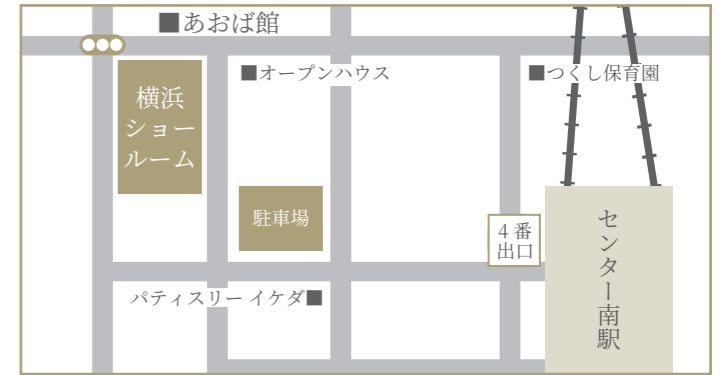 ■あおば館
■オープンハウス
■つくし保育園
横浜
ショー
ルーム
駐車場
4番
出口
センター南駅
パティスリー イケダ■